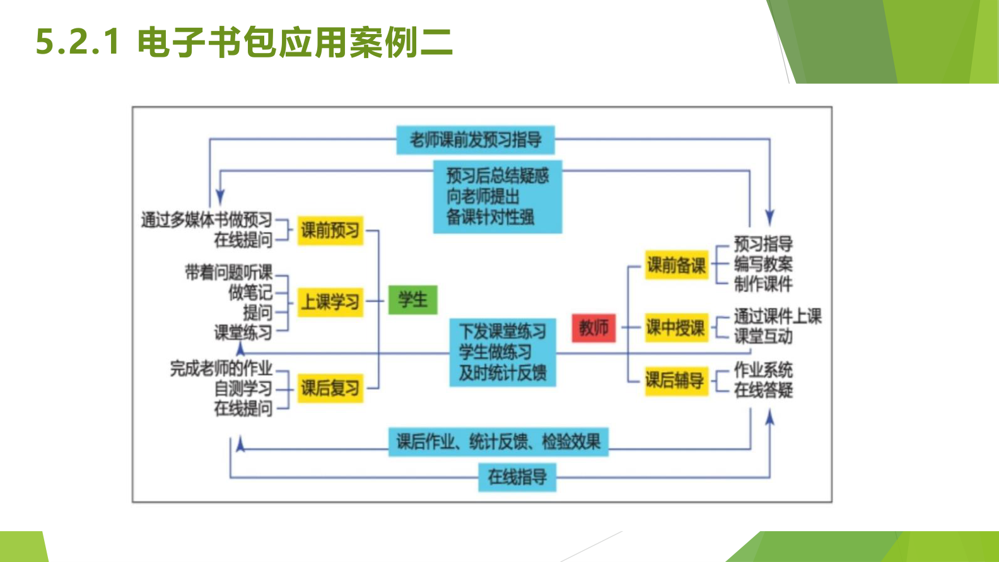 5.2.1 电子书包应用案例二
老师课前发预习指导
预习后总结疑惑
向老师提出
备课针对性强
通过多媒体书做预习
在线提问
课前预习
带着问题听课
做笔记
提问
课堂练习
上课学习
学生
完成老师的作业
自测学习
在线提问
课后复习
下发课堂练习
学生做练习
及时统计反馈
教师
课前备课
预习指导
编写教案
制作课件
课中授课
通过课件上课
课堂互动
课后辅导
作业系统
在线答疑
课后作业、统计反馈、检验效果
在线指导